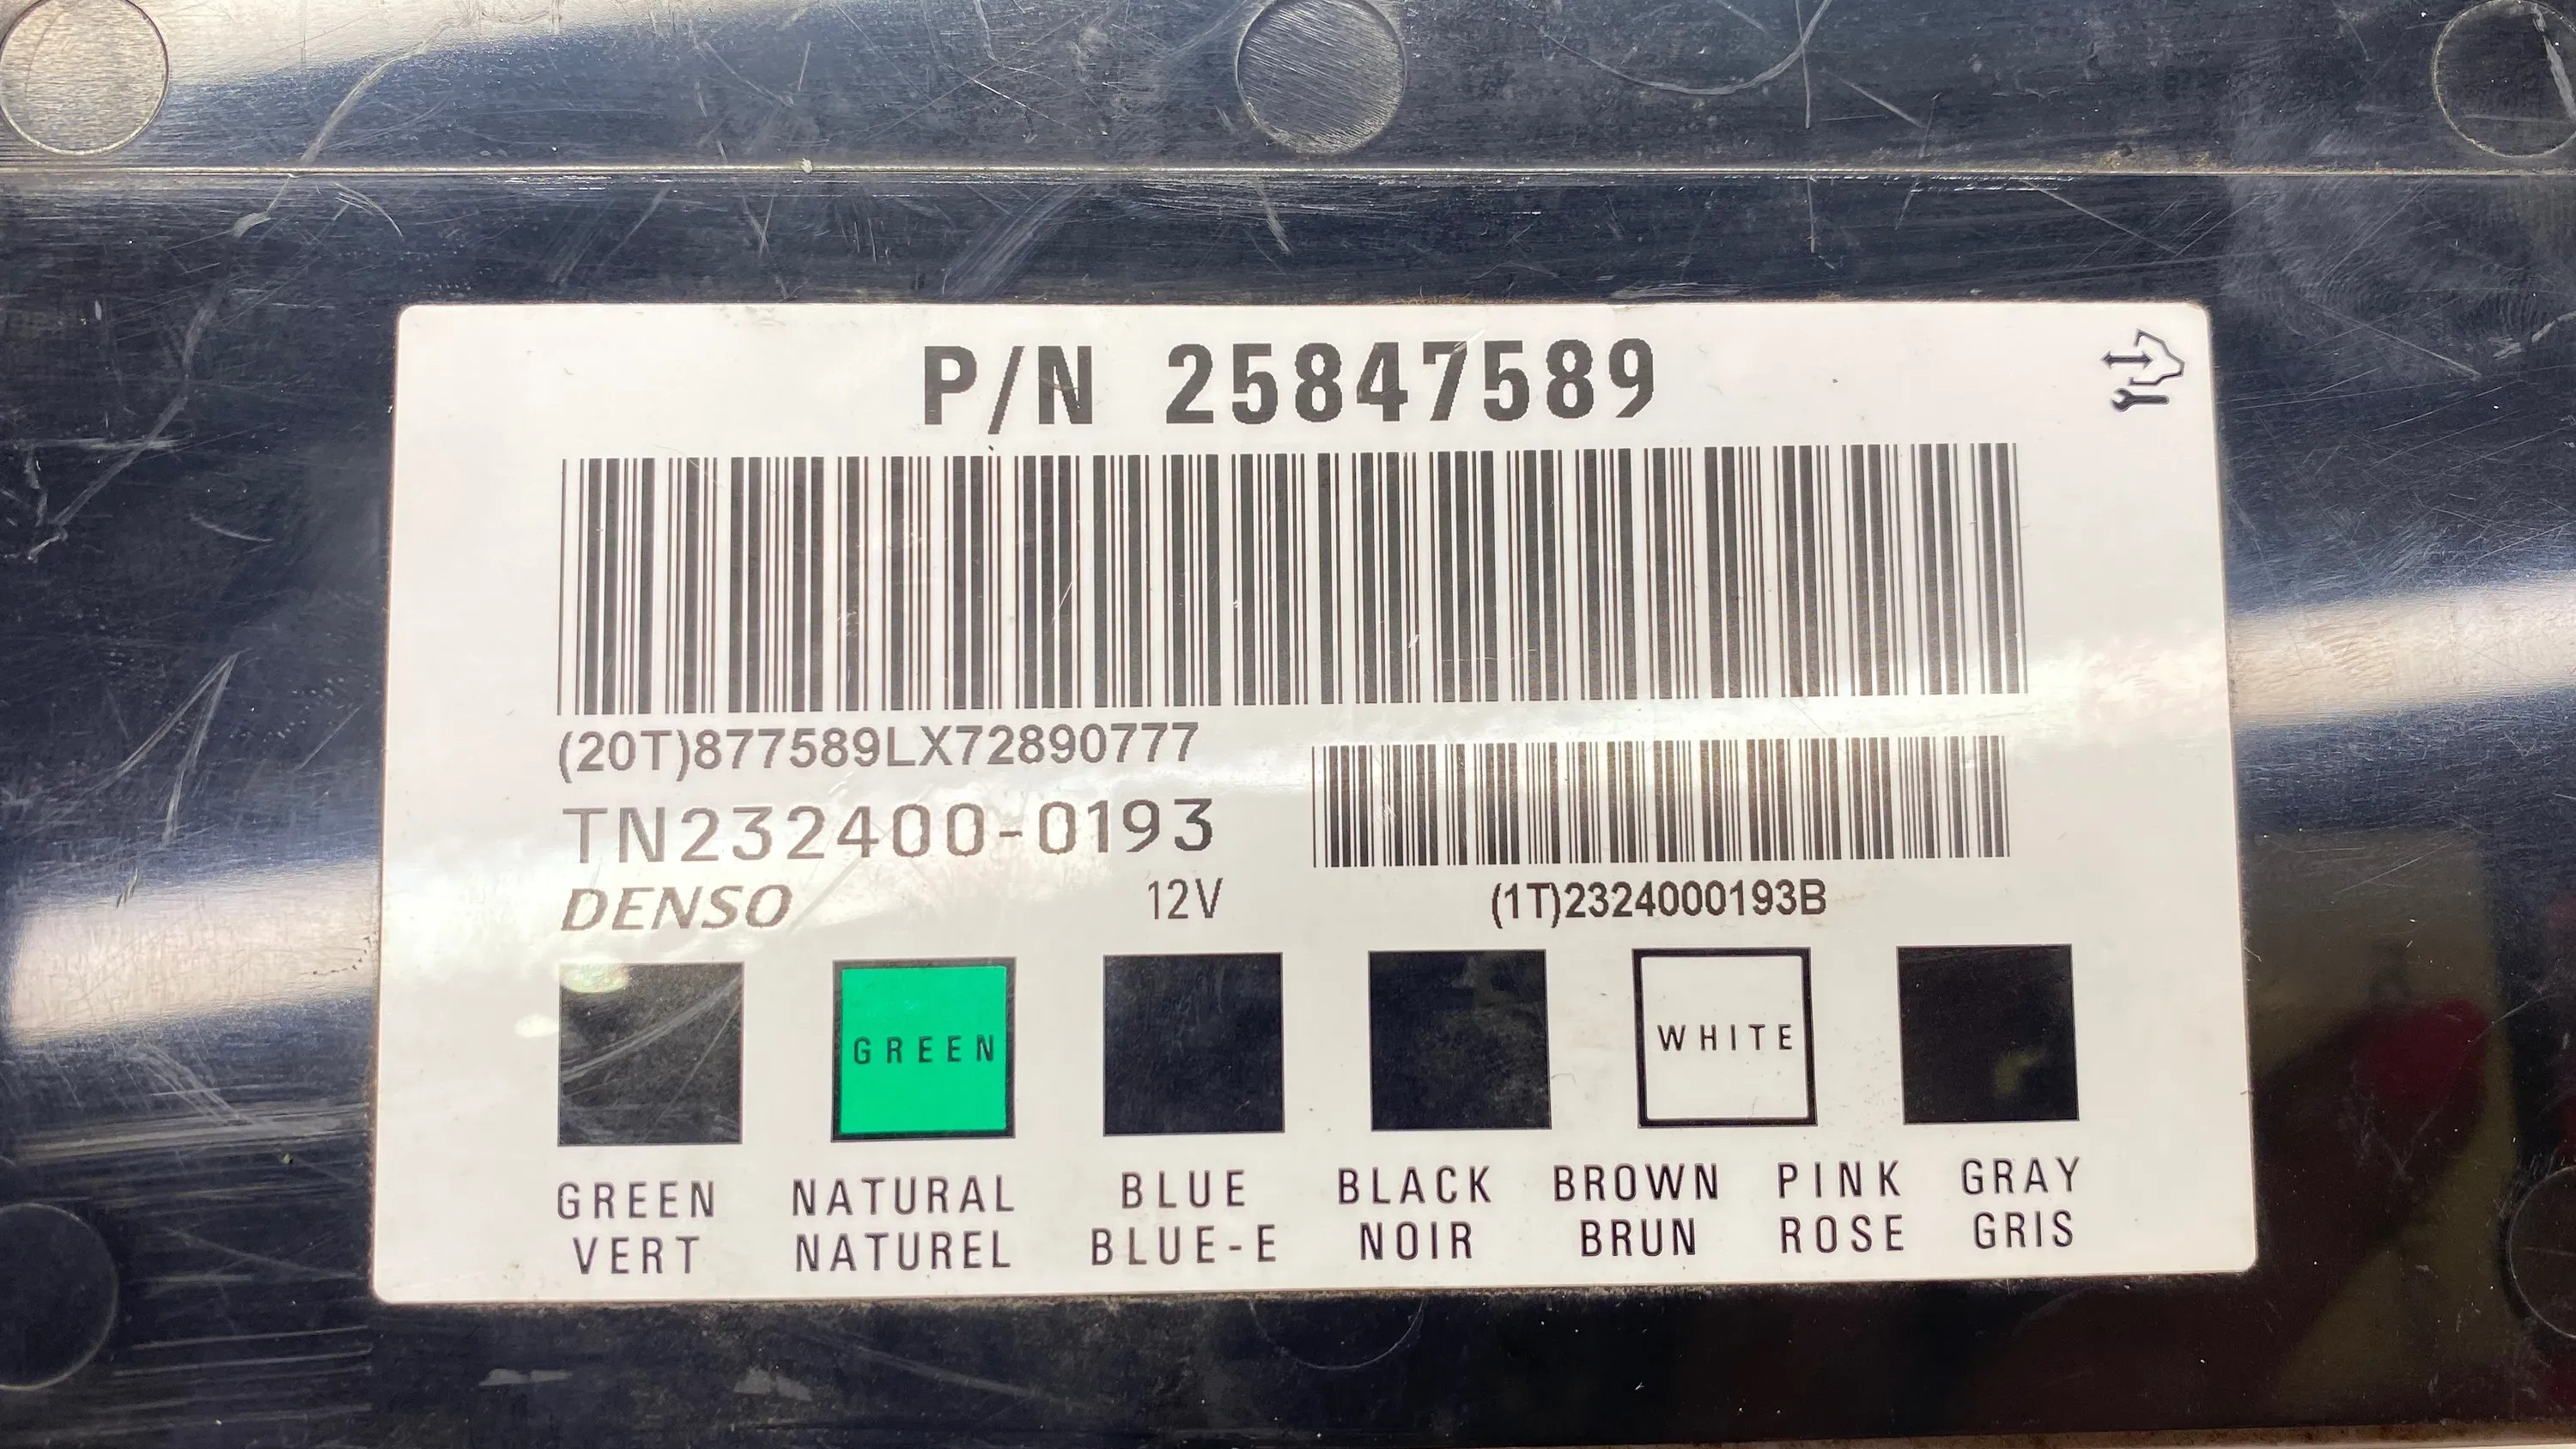 P/N 25847589
(20T)877589LX72890777
TN232400-0193
DENSO 12V (1T)2324000193B
GREEN WHITE
GREEN NATURAL BLUE BLACK BROWN PINK GRAY
VERT NATUREL BLUE-E NOIR BRUN ROSE GRIS